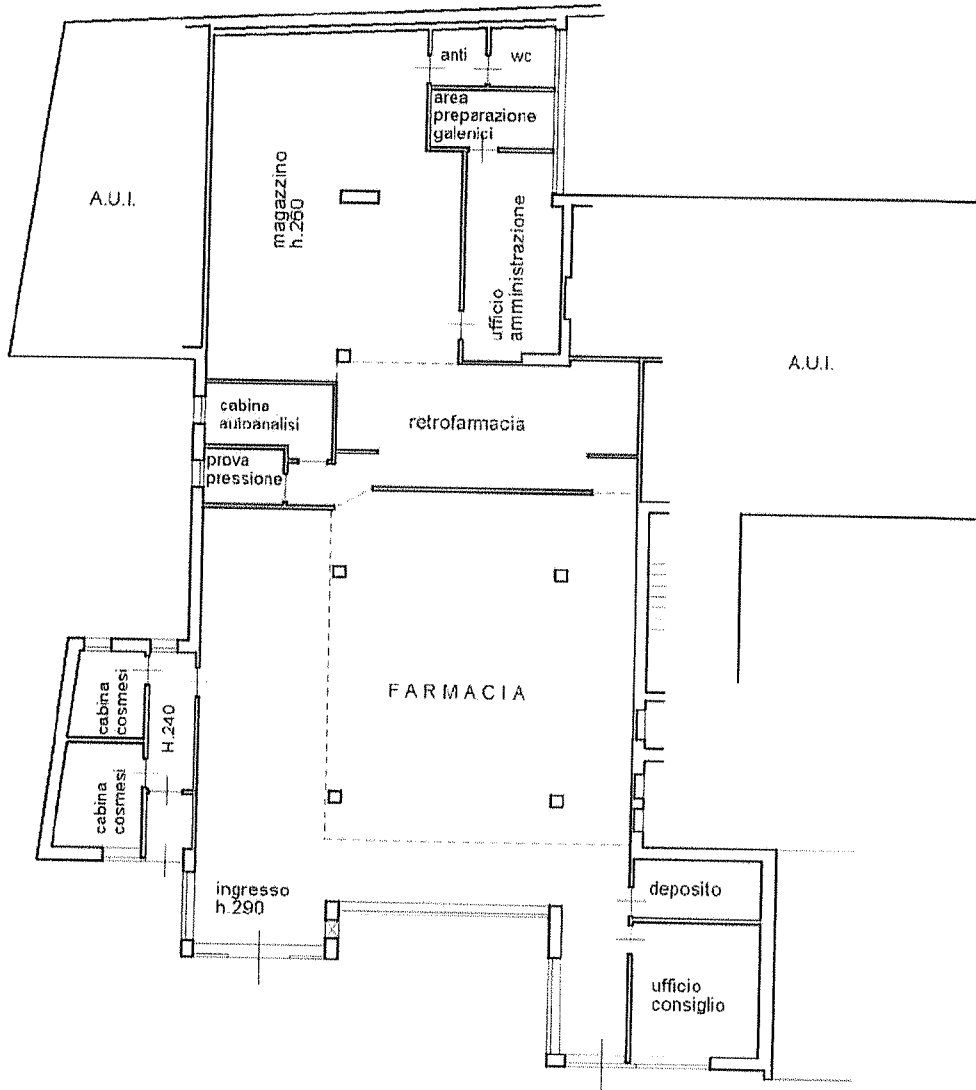 anti
wc
area
preparazione
galenici
A.U.I.
magazzino
h.260
ufficio
amministrazione
A.U.I.
cabina
autoanalisi
retrofarmacia
prova
pressione
FARMACIA
cabina
cosmesi
H.240
cabina
cosmesi
ingresso
h.290
deposito
ufficio
consiglio